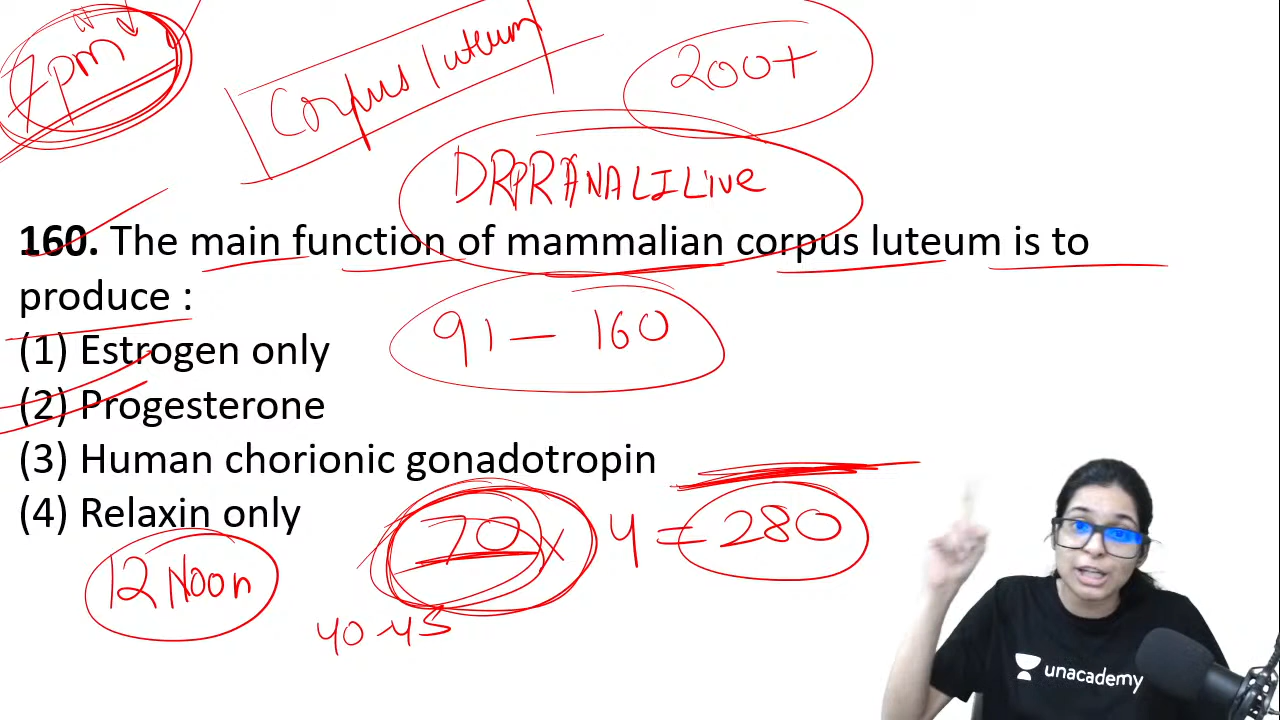 7pm
Corpus luteum
200+
DRPRANALILive
160. The main function of mammalian corpus luteum is to
produce :
91 - 160
(1) Estrogen only
(2) Progesterone
(3) Human chorionic gonadotropin
(4) Relaxin only
70 x 4 = 280
12 Noon
40-45
unacademy